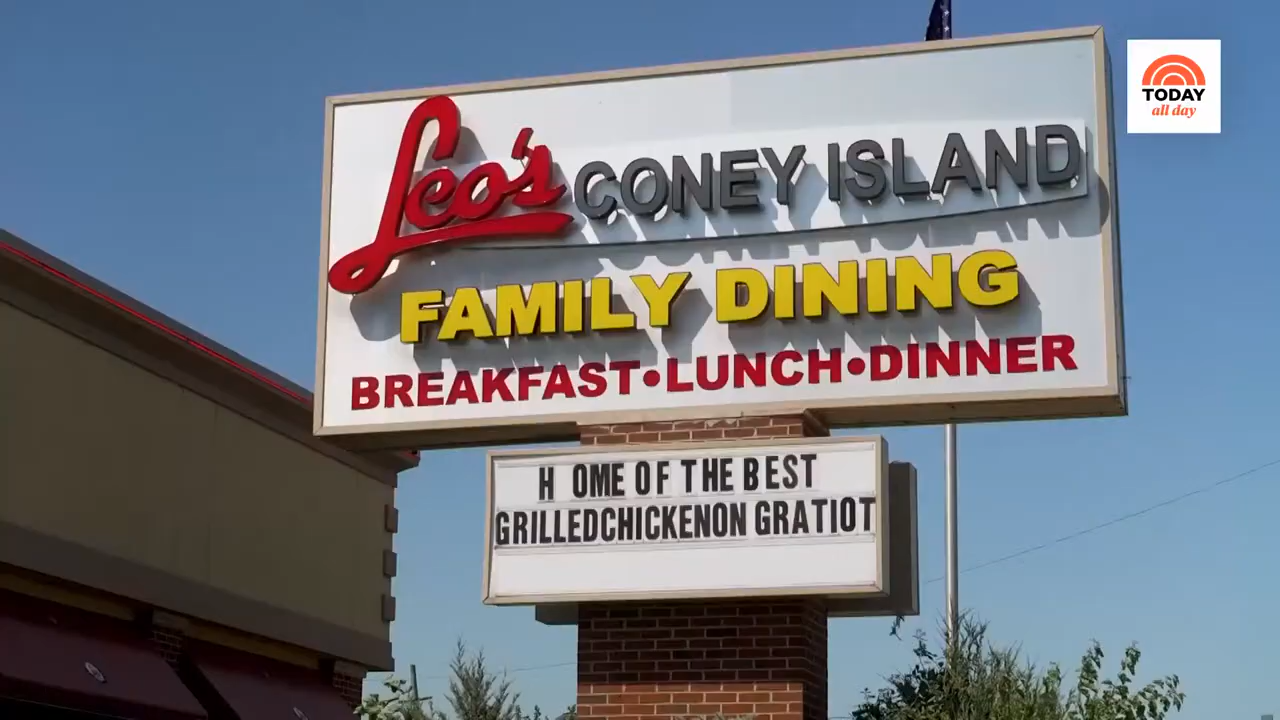 Leo's CONEY ISLAND
FAMILY DINING
BREAKFAST•LUNCH•DINNER
H OME OF THE BEST
GRILLEDCHICKENON GRATIOT
TODAY
all day